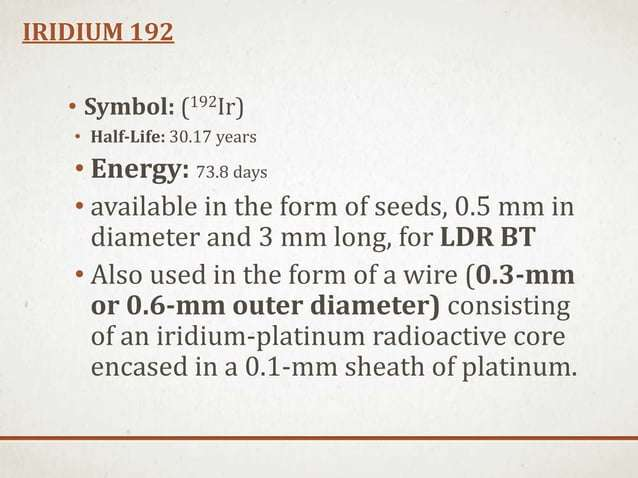 IRIDIUM 192
• Symbol: (¹⁹²Ir)
• Half-Life: 30.17 years
• Energy: 73.8 days
• available in the form of seeds, 0.5 mm in
diameter and 3 mm long, for LDR BT
• Also used in the form of a wire (0.3-mm
or 0.6-mm outer diameter) consisting
of an iridium-platinum radioactive core
encased in a 0.1-mm sheath of platinum.